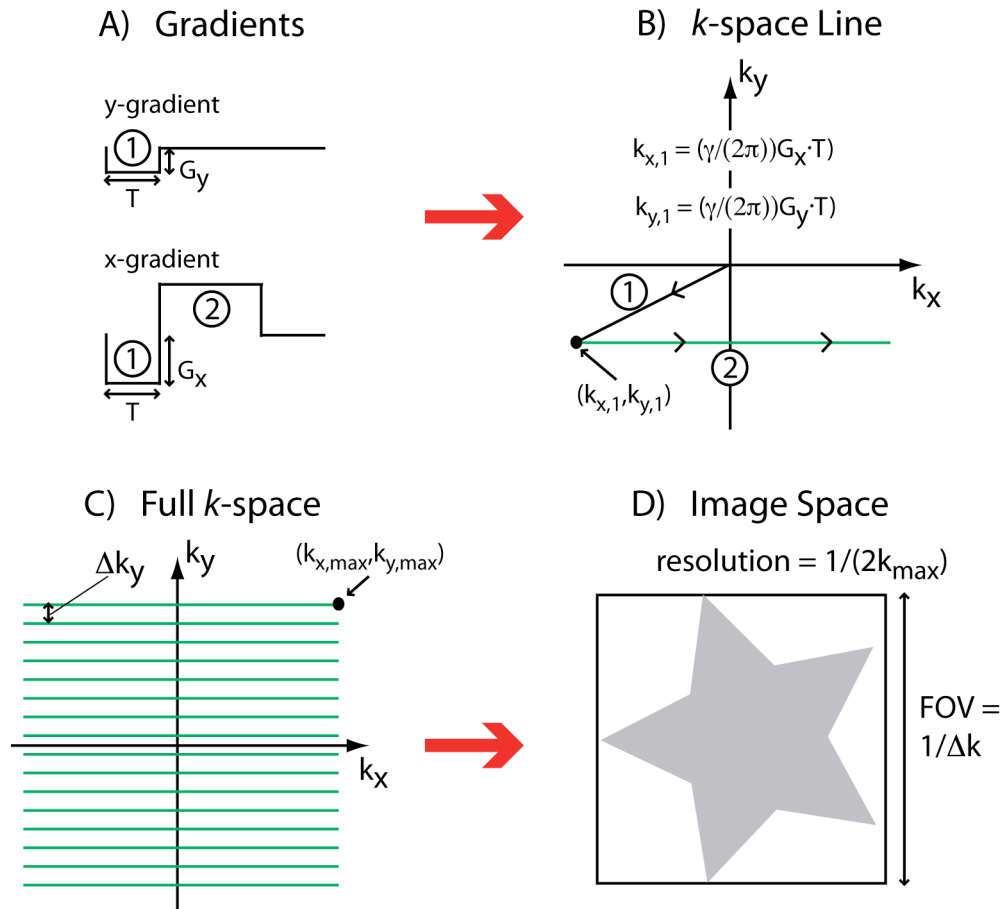 A) Gradients
y-gradient
1
Gy
T
x-gradient
2
1
Gx
T
B) k-space Line
ky
kx,1 = (γ/(2π))Gx·T)
ky,1 = (γ/(2π))Gy·T)
kx
1
2
(kx,1,ky,1)
C) Full k-space
Δky
ky
(kx,max,ky,max)
kx
D) Image Space
resolution = 1/(2kmax)
FOV =
1/Δk